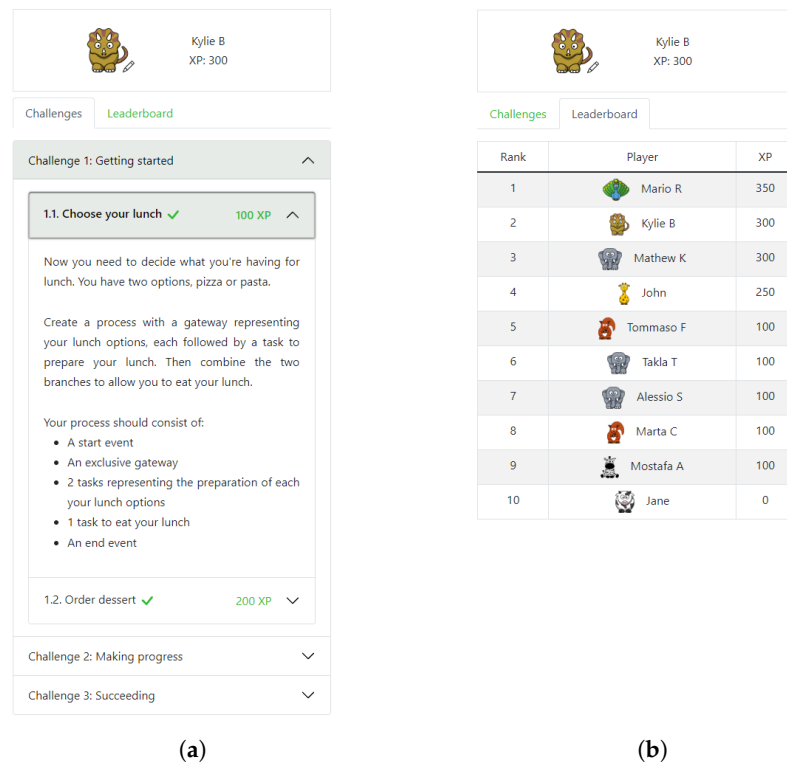 Kylie B
XP: 300
Challenges Leaderboard
Challenge 1: Getting started
1.1. Choose your lunch 100 XP
Now you need to decide what you're having for
lunch. You have two options, pizza or pasta.
Create a process with a gateway representing
your lunch options, each followed by a task to
prepare your lunch. Then combine the two
branches to allow you to eat your lunch.
Your process should consist of:
• A start event
• An exclusive gateway
• 2 tasks representing the preparation of each
your lunch options
• 1 task to eat your lunch
• An end event
1.2. Order dessert 200 XP
Challenge 2: Making progress
Challenge 3: Succeeding
(a)
Kylie B
XP: 300
Challenges Leaderboard
Rank Player XP
1 Mario R 350
2 Kylie B 300
3 Mathew K 300
4 John 250
5 Tommaso F 100
6 Takla T 100
7 Alessio S 100
8 Marta C 100
9 Mostafa A 100
10 Jane 0
(b)